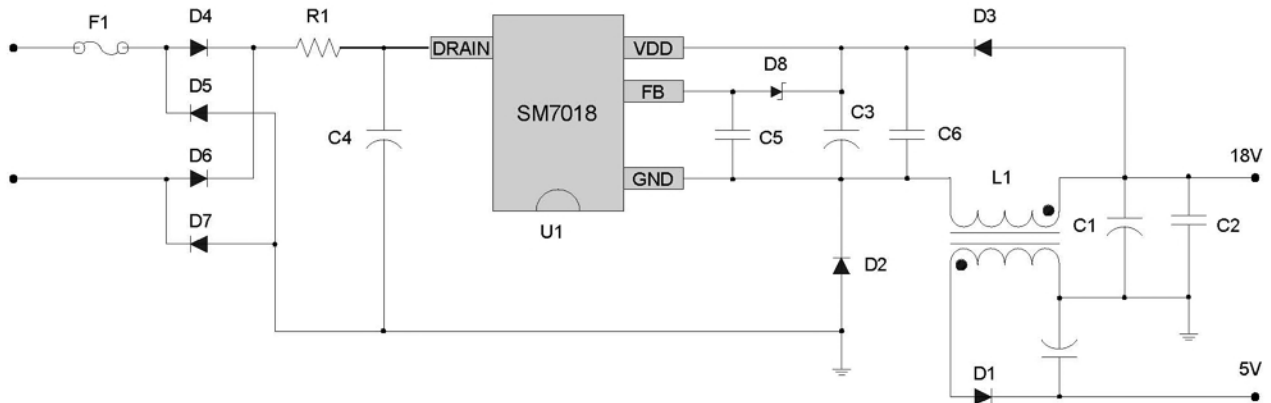 F1
D4
R1
D3
DRAIN
VDD
D5
D8
FB
SM7018
C3
C4
C5
C6
D6
18V
GND
L1
D7
C1
C2
U1
D2
D1
5V